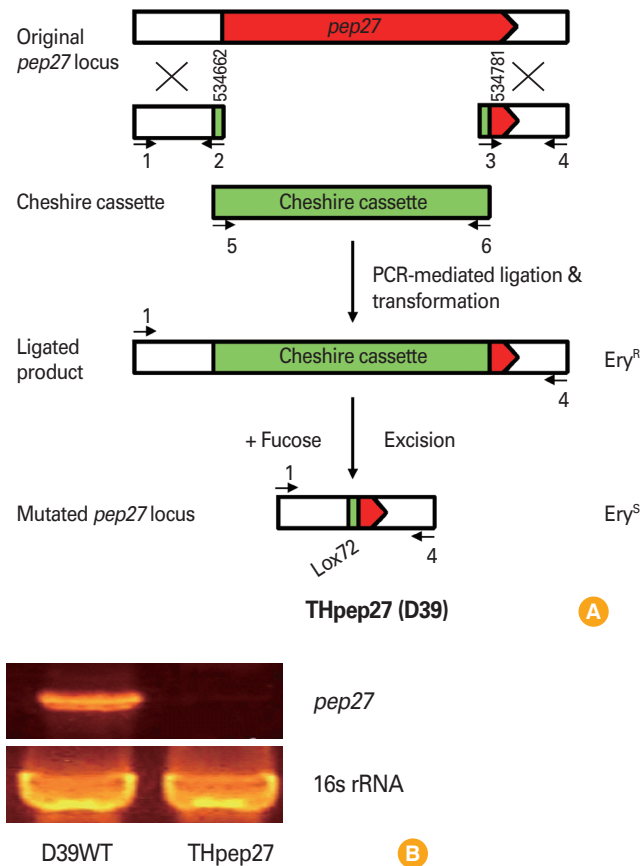 Original
pep27 locus
pep27
534662
534781
1
2
3
4
Cheshire cassette
Cheshire cassette
5
6
PCR-mediated ligation &
transformation
1
Ligated
product
Cheshire cassette
Ery^R
4
+ Fucose
Excision
1
Mutated pep27 locus
Ery^S
Lox72
4
THpep27 (D39)
A
pep27
16s rRNA
D39WT
THpep27
B